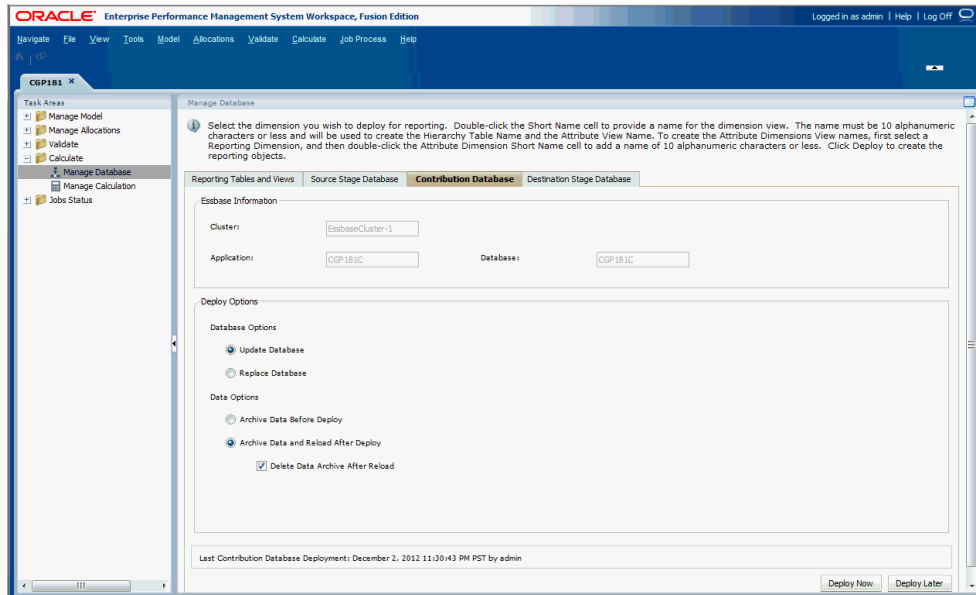 ORACLE Enterprise Performance Management System Workspace, Fusion Edition
Logged in as admin | Help | Log Off
Navigate File View Tools Model Allocations Validate Calculate Job Process Help
CGP181
Task Areas
Manage Model
Manage Allocations
Validate
Calculate
Manage Database
Manage Calculation
Jobs Status
Manage Database
Select the dimension you wish to deploy for reporting. Double-click the Short Name cell to provide a name for the dimension view. The name must be 10 alphanumeric
characters or less and will be used to create the Hierarchy Table Name and the Attribute View Name. To create the Attribute Dimensions View names, first select a
Reporting Dimension, and then double-click the Attribute Dimension Short Name cell to add a name of 10 alphanumeric characters or less. Click Deploy to create the
reporting objects.
Reporting Tables and Views Source Stage Database Contribution Database Destination Stage Database
Essbase Information
Cluster: EssbaseCluster-1
Application: CGP181C Database: CGP181C
Deploy Options
Database Options
Update Database
Replace Database
Data Options
Archive Data Before Deploy
Archive Data and Reload After Deploy
Delete Data Archive After Reload
Last Contribution Database Deployment: December 2, 2012 11:30:43 PM PST by admin
Deploy Now Deploy Later